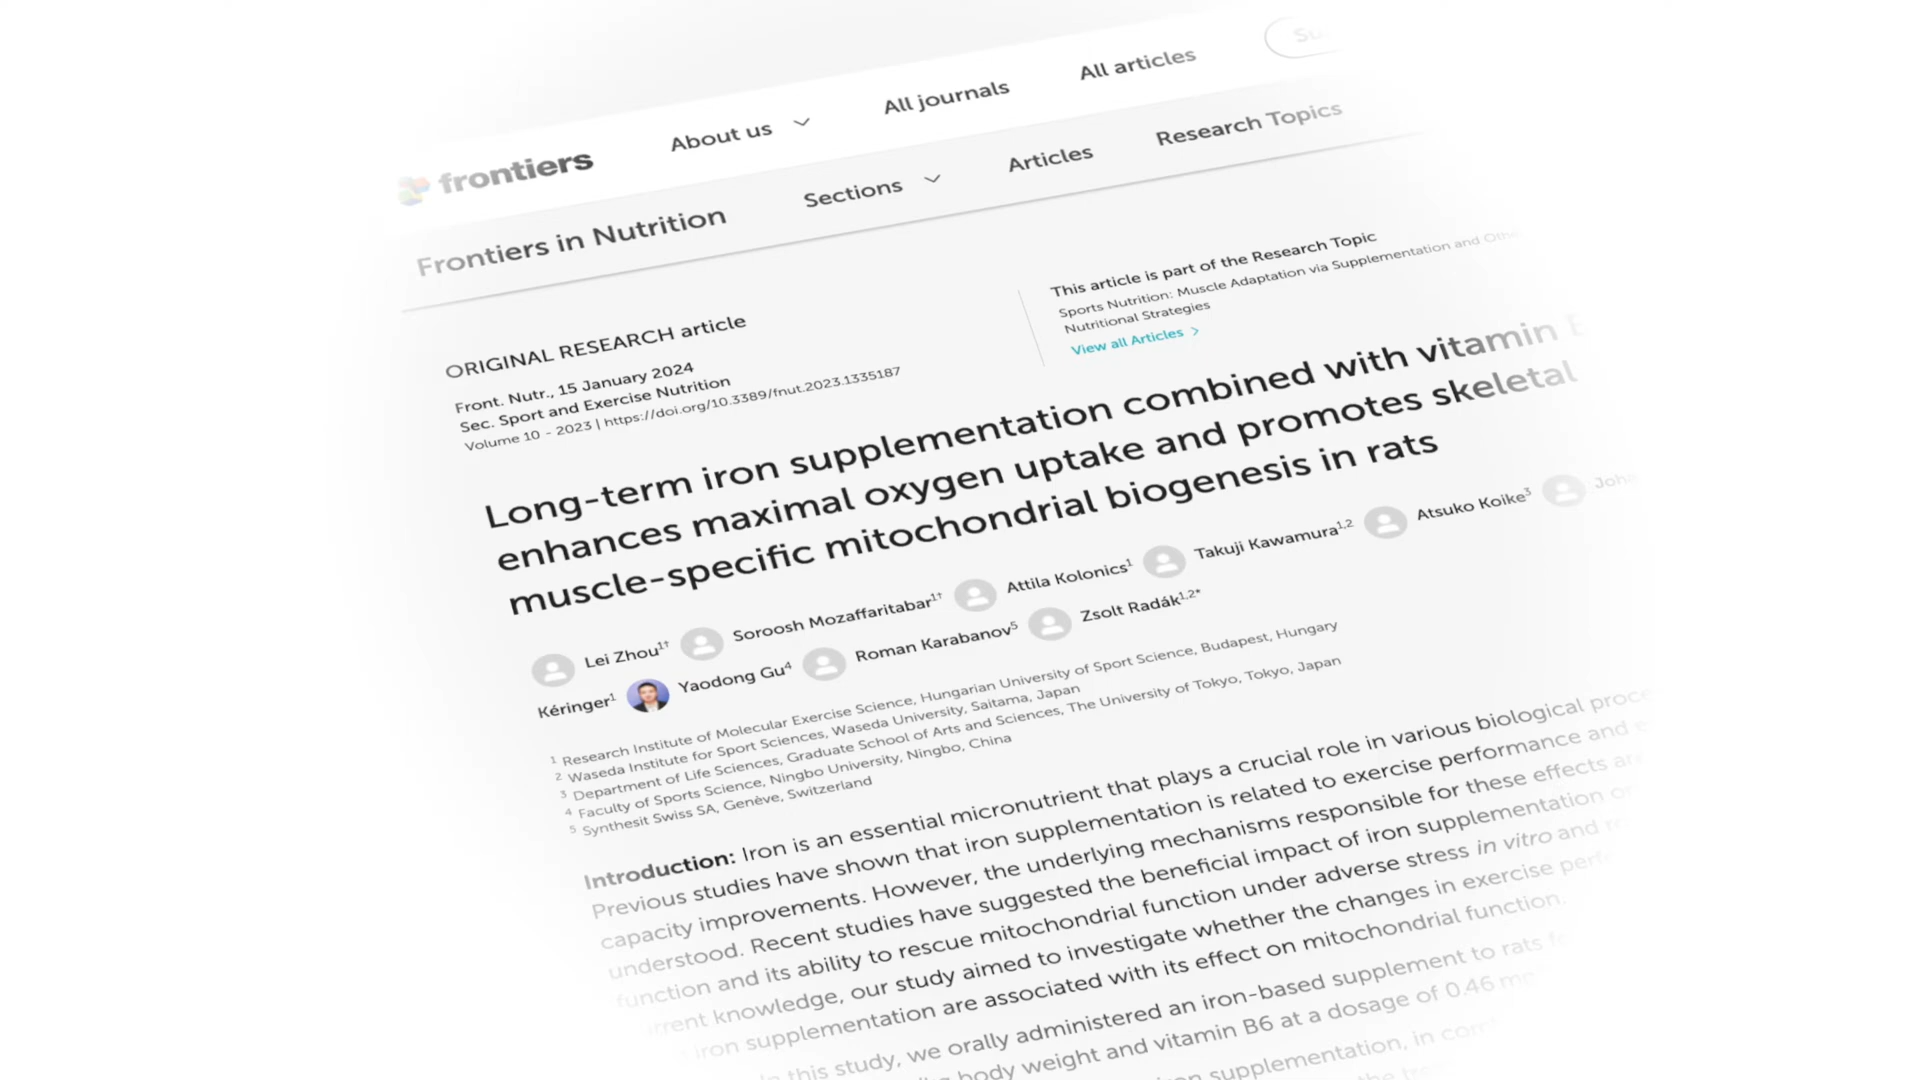 frontiers
About us
All journals
All articles
Frontiers in Nutrition
Sections
Articles
Research Topics
ORIGINAL RESEARCH article
Front. Nutr., 15 January 2024
Sec. Sport and Exercise Nutrition
Volume 10 - 2023 | https://doi.org/10.3389/fnut.2023.1335187
This article is part of the Research Topic
Sports Nutrition: Muscle Adaptation via Supplementation and
Nutritional Strategies
View all Articles
Long-term iron supplementation combined with vitamin
enhances maximal oxygen uptake and promotes skeletal
muscle-specific mitochondrial biogenesis in rats
Lei Zhou1† Soroosh Mozaffaritabar1† Attila Kolonics1 Takuji Kawamura1,2 Atsuko Koike3
Kéringer1 Yaodong Gu4 Roman Karabanov5 Zsolt Radák1,2*
1 Research Institute of Molecular Exercise Science, Hungarian University of Sport Science, Budapest, Hungary
2 Waseda Institute for Sport Sciences, Waseda University, Saitama, Japan
3 Department of Life Sciences, Graduate School of Arts and Sciences, The University of Tokyo, Tokyo, Japan
4 Faculty of Sports Science, Ningbo University, Ningbo, China
5 Synthesit Swiss SA, Genève, Switzerland
Introduction: Iron is an essential micronutrient that plays a crucial role in various biological
Previous studies have shown that iron supplementation is related to exercise performance and
capacity improvements. However, the underlying mechanisms responsible for these effects
understood. Recent studies have suggested the beneficial impact of iron supplementation
function and its ability to rescue mitochondrial function under adverse stress in vitro and
knowledge, our study aimed to investigate whether the changes in exercise
iron supplementation are associated with its effect on mitochondrial function.
this study, we orally administered an iron-based supplement to rats
body weight and vitamin B6 at a dosage of 0.46
supplementation, in
the